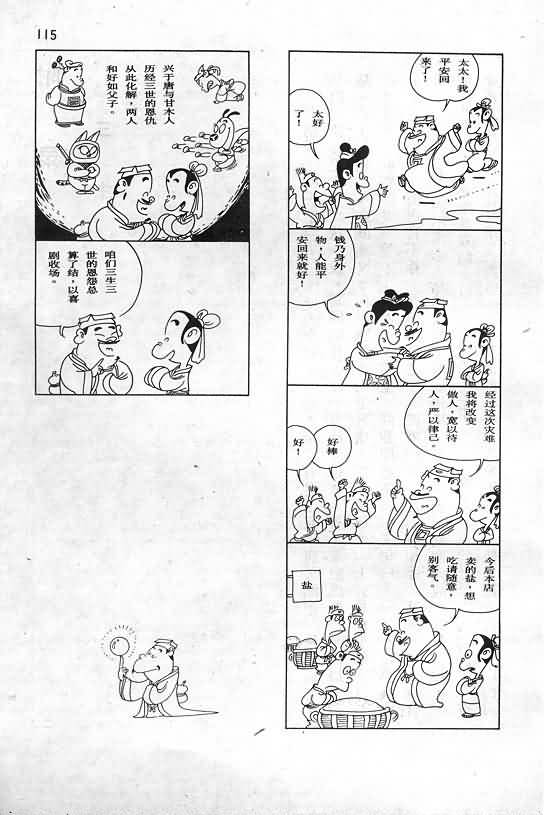 115
太太！我
平安回
来了！
太好
了！
钱乃身外
物，人能平
安回来就好！
经过这次灾难
我将改变
做人，宽以待
人，严以律己。
好棒
好！
今后本店
卖的盐，想
吃请随意，
别客气。
盐
兴于唐与甘木人
历经三世的恩仇
从此化解，两人
和好如父子。
咱们三生三
世的恩怨总
算了结，以喜
剧收场。